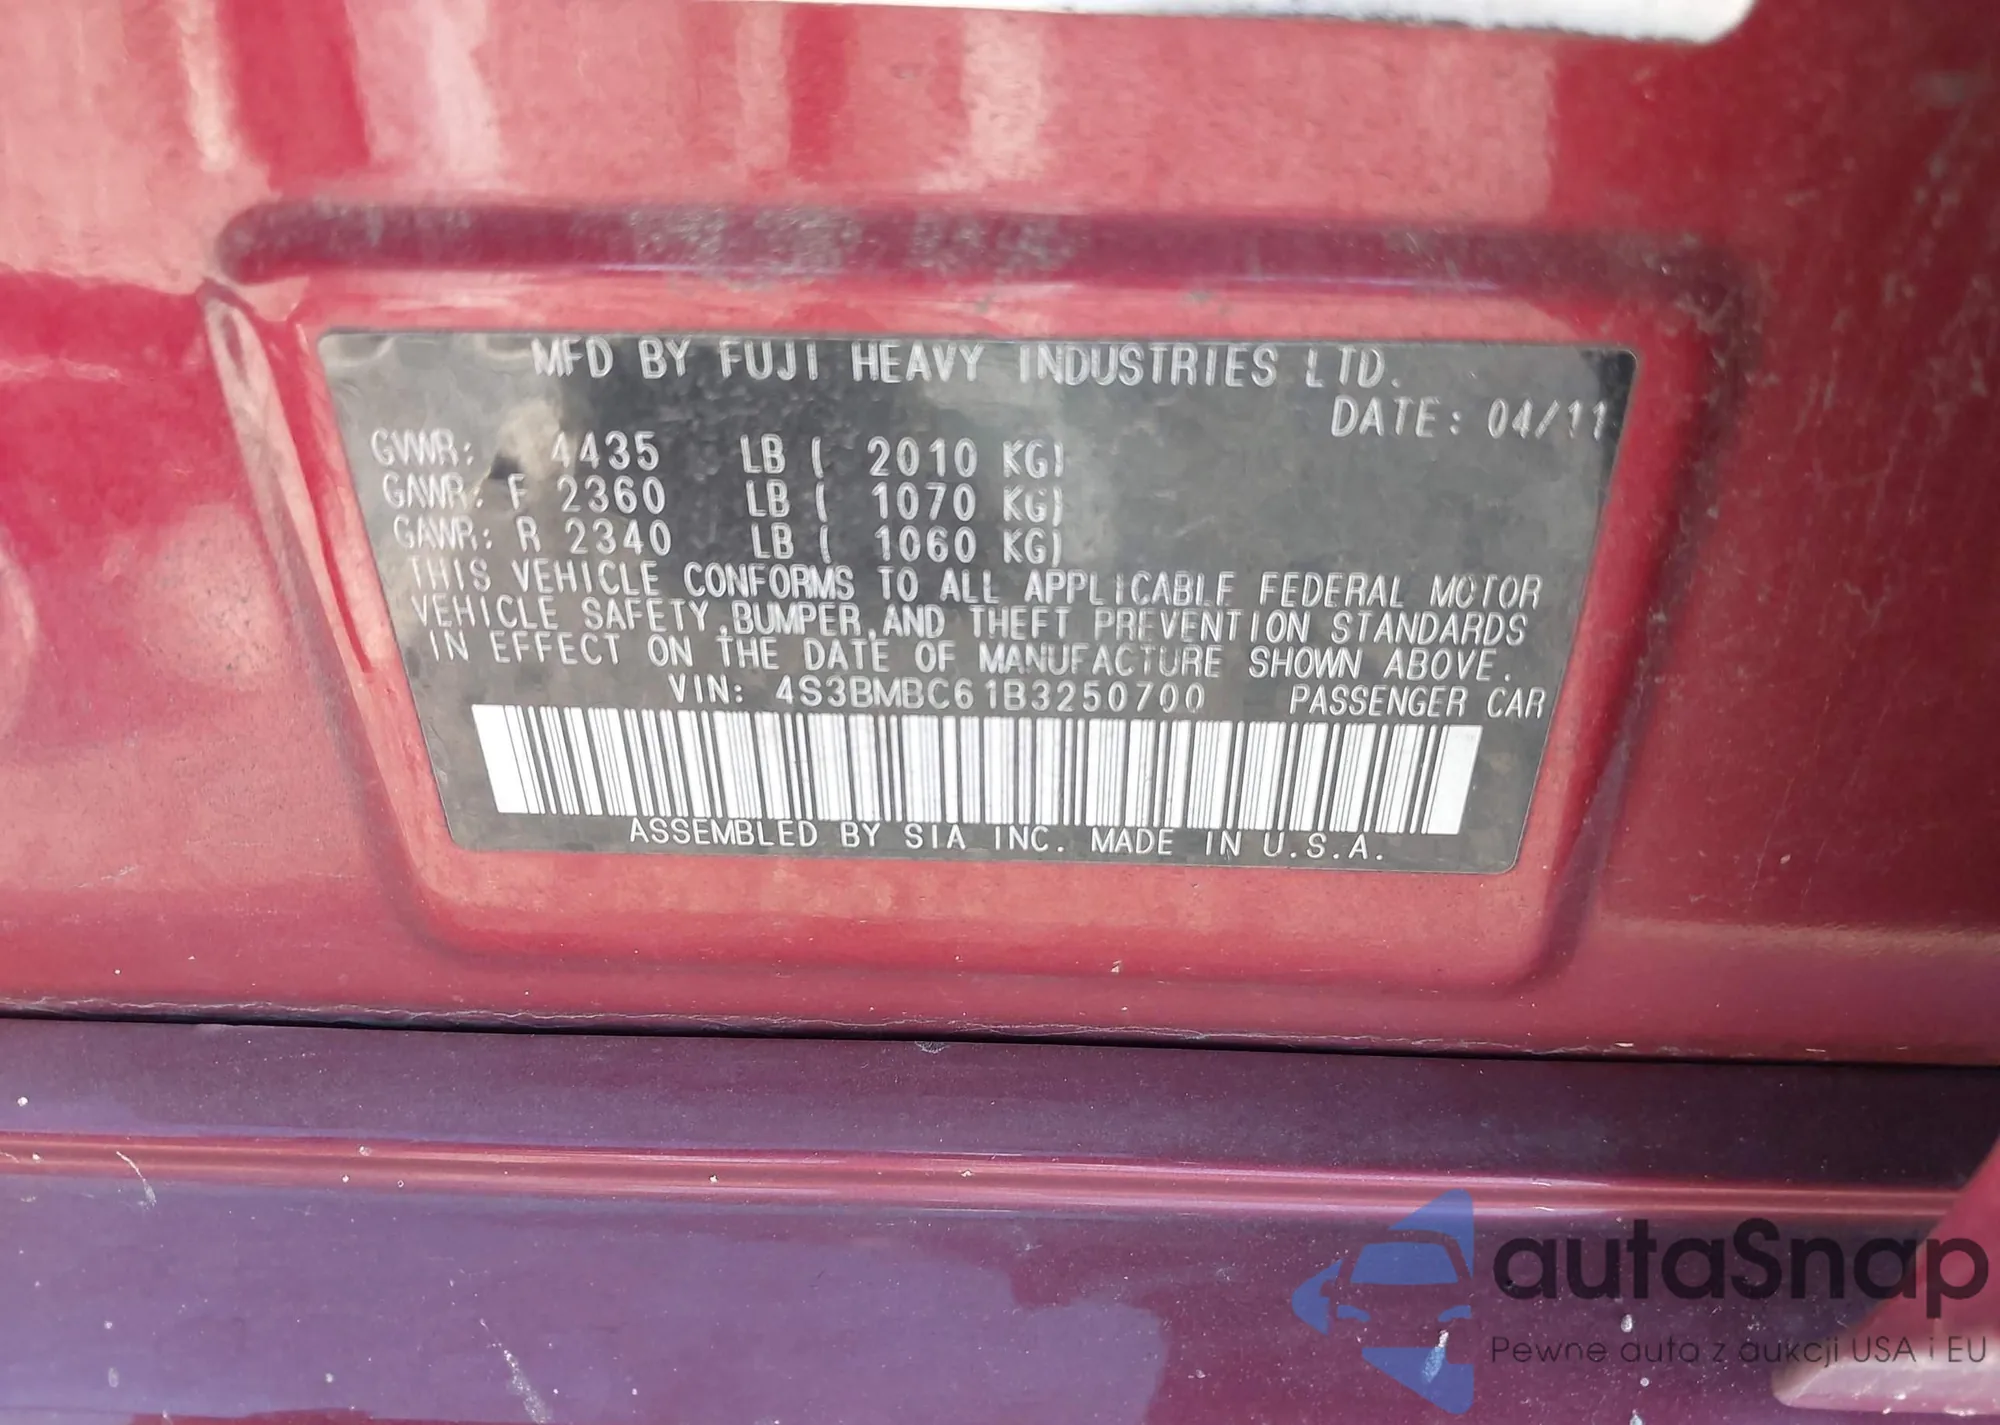 MFD BY FUJI HEAVY INDUSTRIES LTD.
DATE: 04/11
GVWR: 4435 LB ( 2010 KG)
GAWR: F 2360 LB ( 1070 KG)
GAWR: R 2340 LB ( 1060 KG)
THIS VEHICLE CONFORMS TO ALL APPLICABLE FEDERAL MOTOR
VEHICLE SAFETY,BUMPER,AND THEFT PREVENTION STANDARDS
IN EFFECT ON THE DATE OF MANUFACTURE SHOWN ABOVE.
VIN: 4S3BMBC61B3250700 PASSENGER CAR
ASSEMBLED BY SIA INC. MADE IN U.S.A.
autaSnap
Pewne auta z aukcji USA i EU